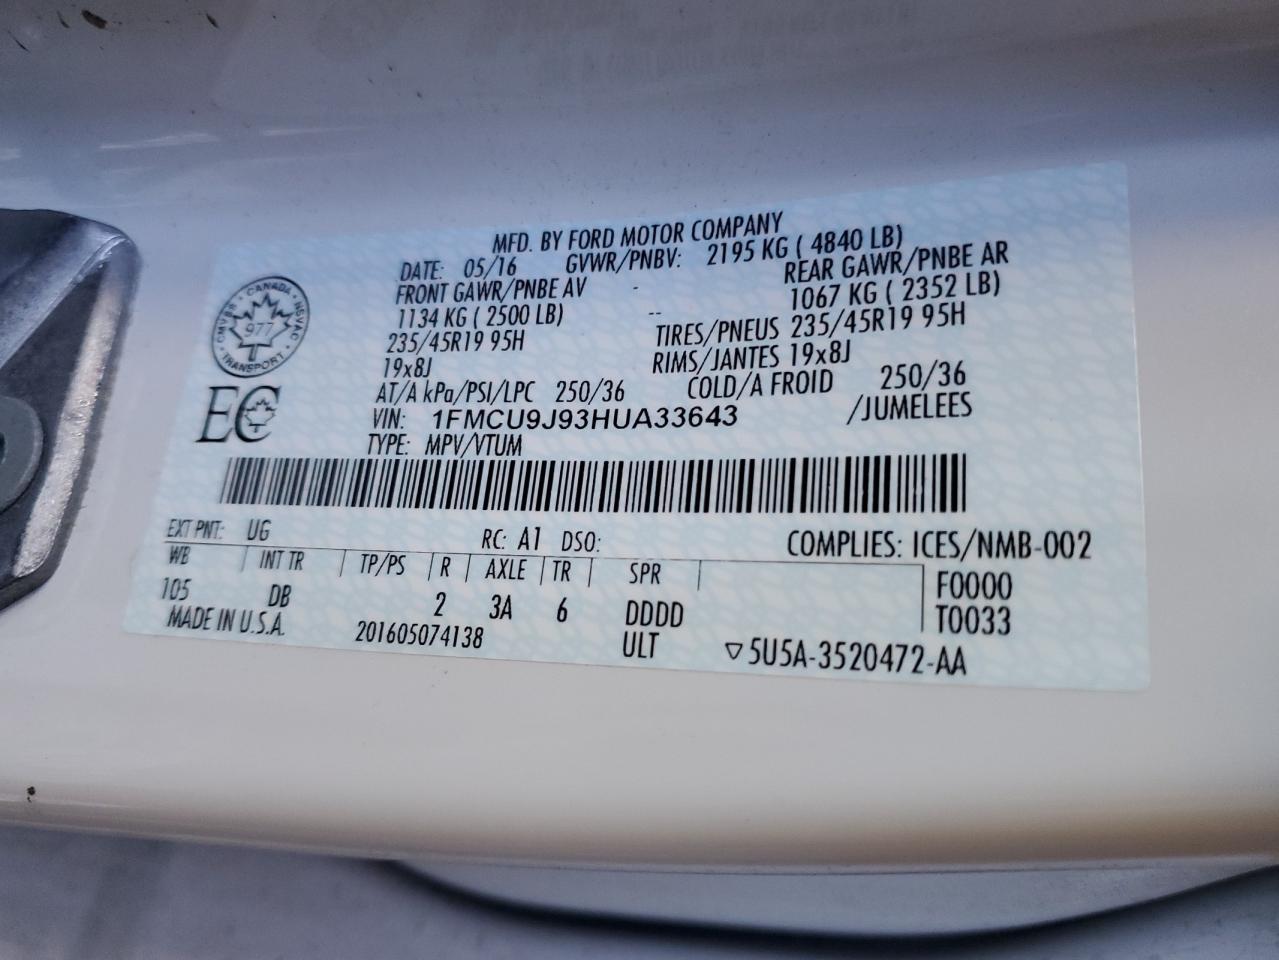 MFD. BY FORD MOTOR COMPANY
DATE: 05/16 GVWR/PNBV: 2195 KG ( 4840 LB)
FRONT GAWR/PNBE AV - REAR GAWR/PNBE AR
1134 KG ( 2500 LB) -- 1067 KG ( 2352 LB)
235/45R19 95H TIRES/PNEUS 235/45R19 95H
19x8J RIMS/JANTES 19x8J
AT/A kPa/PSI/LPC 250/36 COLD/A FROID 250/36
VIN: 1FMCU9J93HUA33643 /JUMELEES
TYPE: MPV/VTUM
CANADA
CMVSS NSVAC
977
TRANSPORT
EC
EXT PNT: UG RC: A1 DSO: COMPLIES: ICES/NMB-002
WB INT TR TP/PS R AXLE TR SPR F0000
105 DB 2 3A 6 DDDD T0033
MADE IN U.S.A. 201605074138 ULT ▽5U5A-3520472-AA